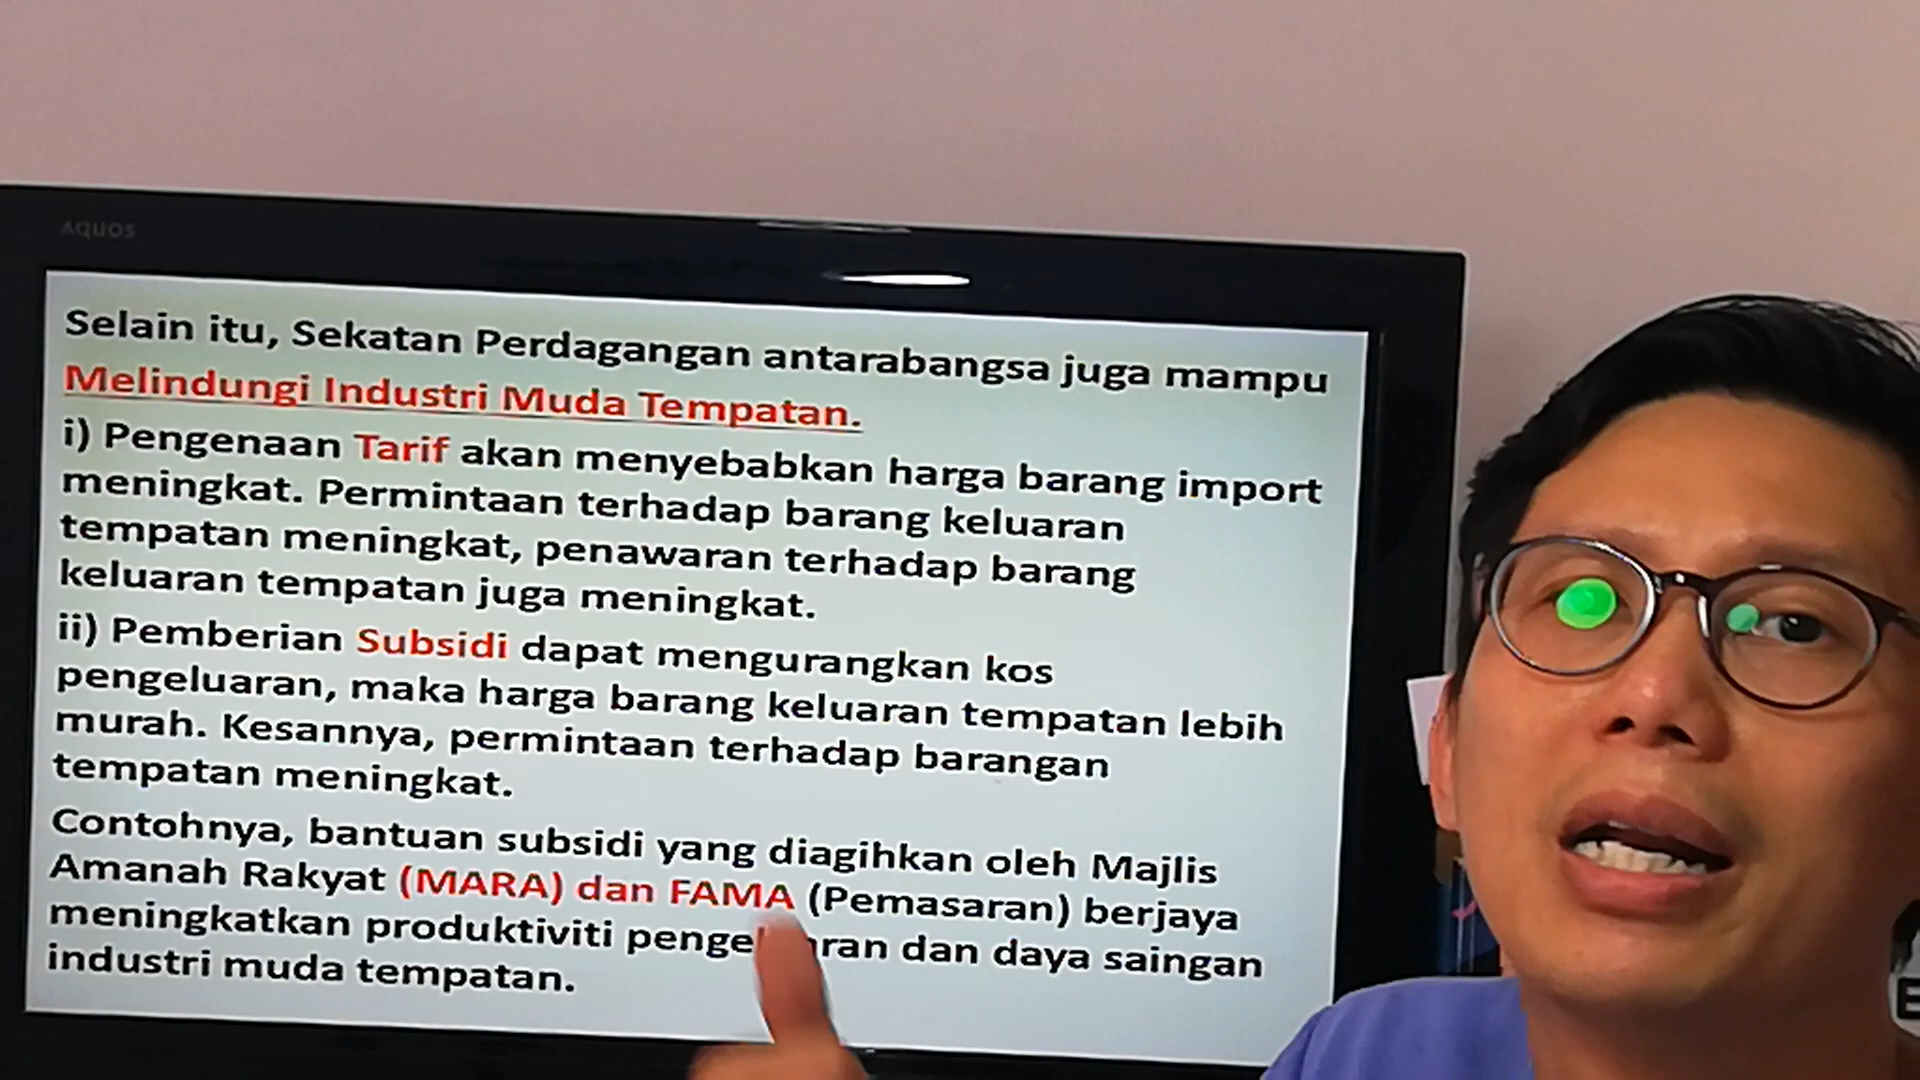 AQUOS
Selain itu, Sekatan Perdagangan antarabangsa juga mampu
Melindungi Industri Muda Tempatan.
i) Pengenaan Tarif akan menyebabkan harga barang import
meningkat. Permintaan terhadap barang keluaran
tempatan meningkat, penawaran terhadap barang
keluaran tempatan juga meningkat.
ii) Pemberian Subsidi dapat mengurangkan kos
pengeluaran, maka harga barang keluaran tempatan lebih
murah. Kesannya, permintaan terhadap barangan
tempatan meningkat.
Contohnya, bantuan subsidi yang diagihkan oleh Majlis
Amanah Rakyat (MARA) dan FAMA (Pemasaran) berjaya
meningkatkan produktiviti dan daya saingan
industri muda tempatan.
E